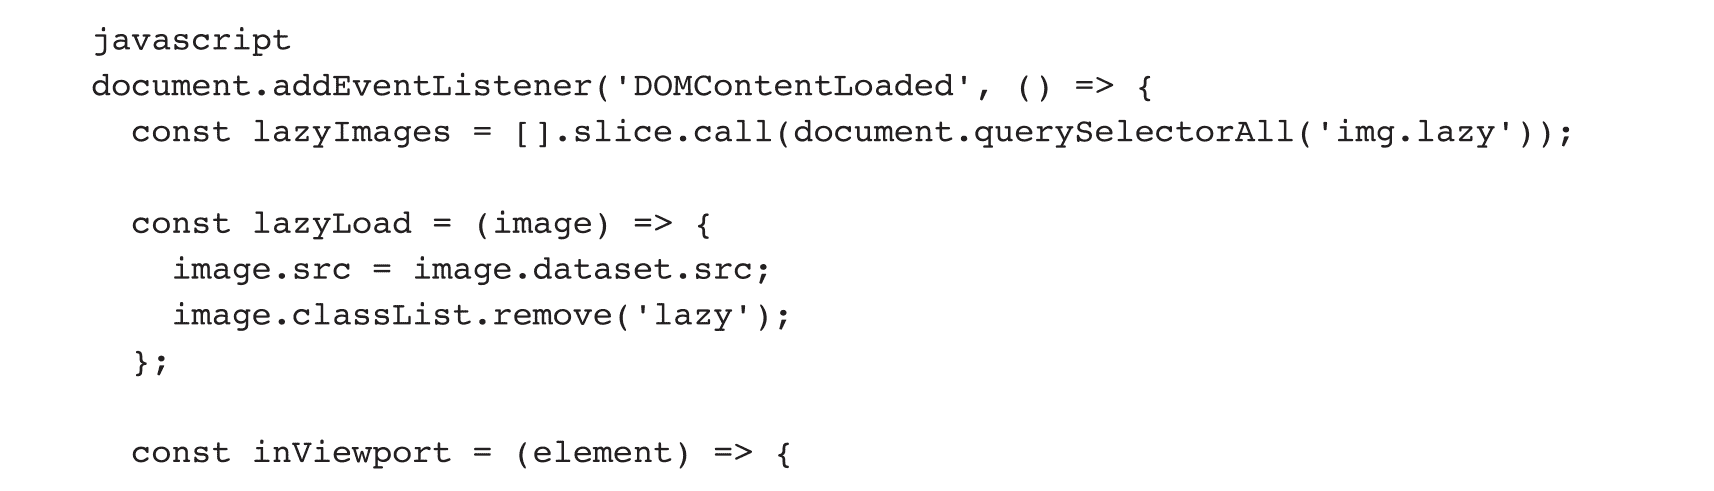 javascript
document.addEventListener('DOMContentLoaded', () => {
  const lazyImages = [].slice.call(document.querySelectorAll('img.lazy'));

  const lazyLoad = (image) => {
    image.src = image.dataset.src;
    image.classList.remove('lazy');
  };

  const inViewport = (element) => {